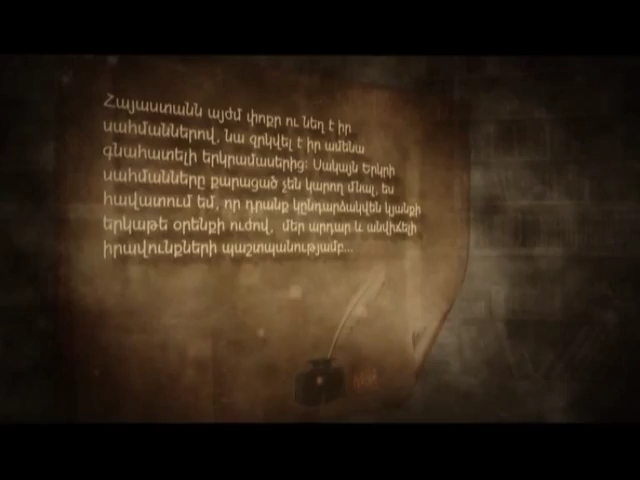 Հայաստանն այժմ փոքր ու նեղ է իր
սահմաններով, նա զրկվել է իր ամենա
գնահատելի երկրամասերից: Սակայն Երկրի
սահմանները քարացած չեն կարող մնալ, ես
հավատում եմ, որ դրանք կընդարձակվեն կյանքի
երկաթե օրենքի ուժով, մեր արդար և անվիճելի
իրավունքների պաշտպանությամբ...